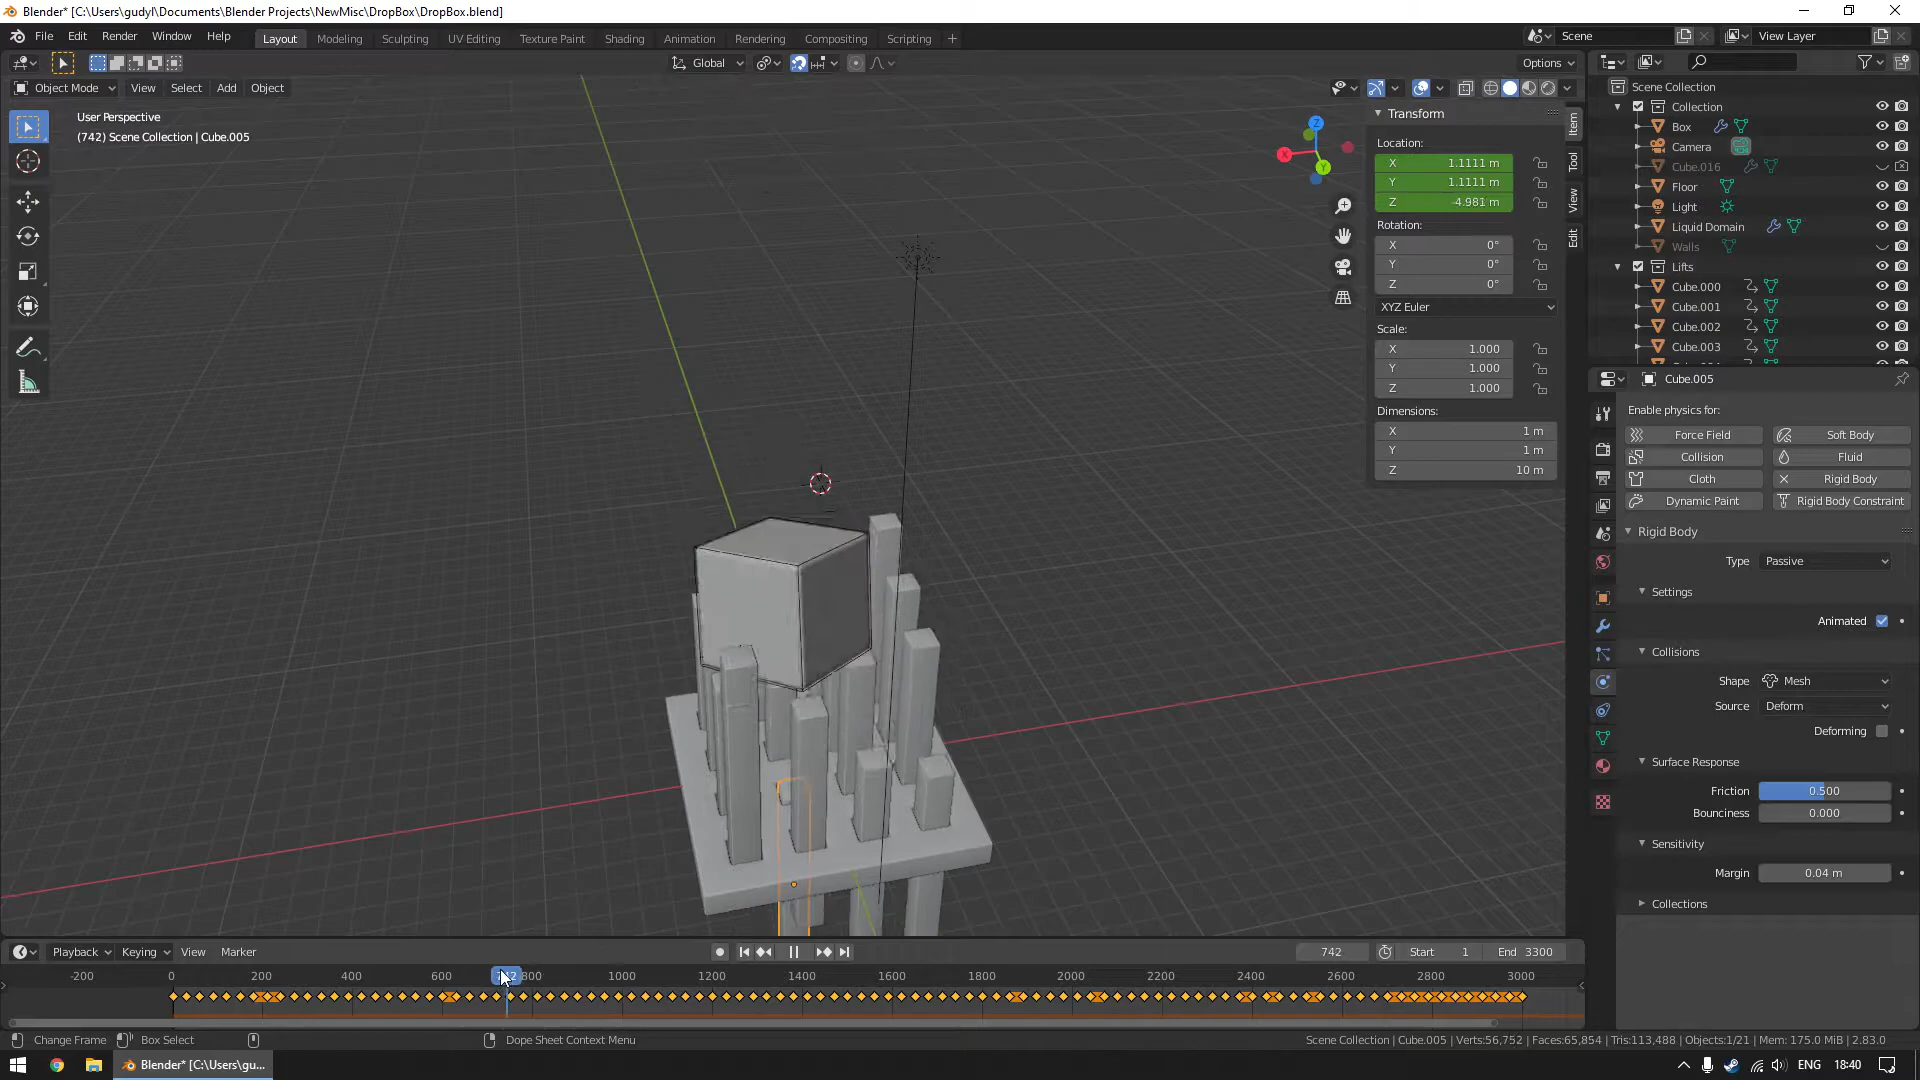 Blender* [C:\Users\gudyl\Documents\Blender Projects\NewMisc\DropBox\DropBox.blend]
File Edit Render Window Help Layout Modeling Sculpting UV Editing Texture Paint Shading Animation Rendering Compositing Scripting + Scene View Layer
Global Options
Object Mode View Select Add Object
User Perspective
(742) Scene Collection | Cube.005
Z
X
Y
Transform
Location:
X 1.1111 m
Y 1.1111 m
Z -4.981 m
Rotation:
X 0°
Y 0°
Z 0°
XYZ Euler
Scale:
X 1.000
Y 1.000
Z 1.000
Dimensions:
X 1 m
Y 1 m
Z 10 m
Item
Tool
View
Edit
Scene Collection
Collection
Box
Camera
Cube.016
Floor
Light
Liquid Domain
Walls
Lifts
Cube.000
Cube.001
Cube.002
Cube.003
Cube.005
Enable physics for:
Force Field Soft Body
Collision Fluid
Cloth Rigid Body
Dynamic Paint Rigid Body Constraint
Rigid Body
Type Passive
Settings
Animated
Collisions
Shape Mesh
Source Deform
Deforming
Surface Response
Friction 0.500
Bounciness 0.000
Sensitivity
Margin 0.04 m
Collections
Playback Keying View Marker 742 Start 1 End 3300
-200 0 200 400 600 742 800 1000 1200 1400 1600 1800 2000 2200 2400 2600 2800 3000
Change Frame Box Select Dope Sheet Context Menu Scene Collection | Cube.005 | Verts:56,752 | Faces:65,854 | Tris:113,488 | Objects:1/21 | Mem: 175.0 MiB | 2.83.0
Blender* [C:\Users\gu... ENG 18:40